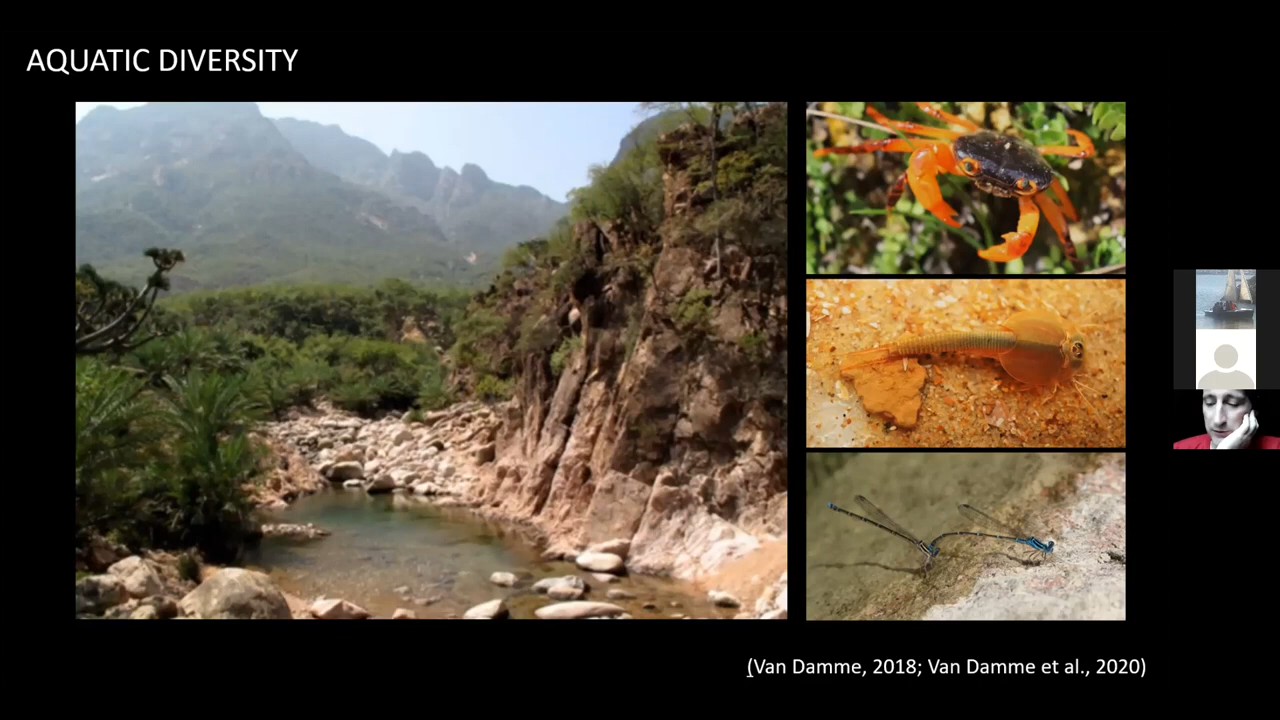 AQUATIC DIVERSITY
(Van Damme, 2018; Van Damme et al., 2020)